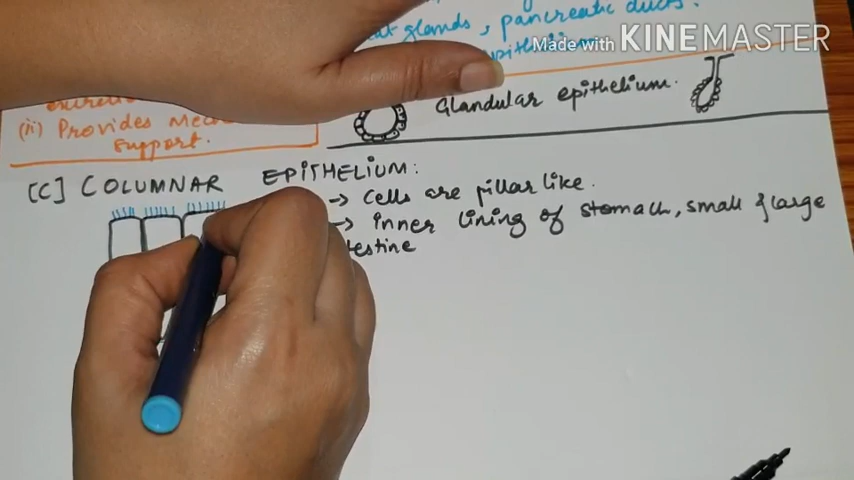 glands, pancreatic ducts.
Made with KINEMASTER
Glandular epithelium.
(ii) Provides
support.
[C] COLUMNAR EPITHELIUM:
→ Cells are pillar like.
→ inner lining of stomach, small & large
testine